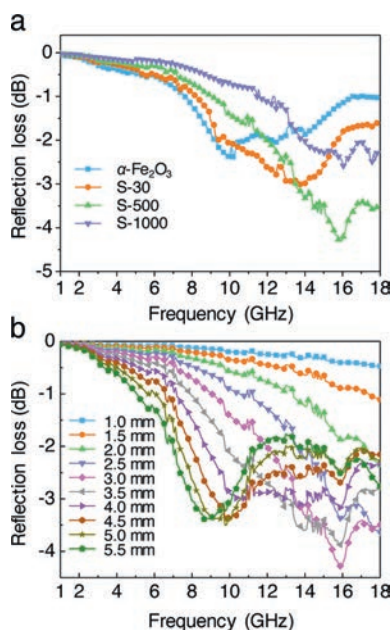 a
0
-1
-2
-3
-4
-5
Reflection loss (dB)
α-Fe₂O₃
S-30
S-500
S-1000
1 2 4 6 8 10 12 14 16 18
Frequency (GHz)
b
0
-1
-2
-3
-4
Reflection loss (dB)
1.0 mm
1.5 mm
2.0 mm
2.5 mm
3.0 mm
3.5 mm
4.0 mm
4.5 mm
5.0 mm
5.5 mm
1 2 4 6 8 10 12 14 16 18
Frequency (GHz)